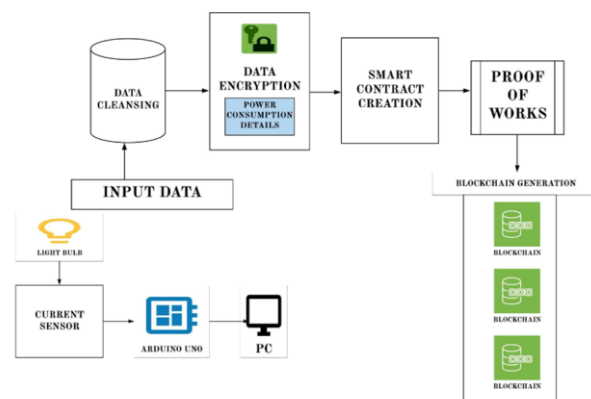 DATA
CLEANSING
DATA
ENCRYPTION
POWER
CONSUMPTION
DETAILS
SMART
CONTRACT
CREATION
PROOF
OF
WORKS
INPUT DATA
BLOCKCHAIN GENERATION
BLOCKCHAIN
BLOCKCHAIN
BLOCKCHAIN
LIGHT BULB
CURRENT
SENSOR
ARDUINO UNO
PC